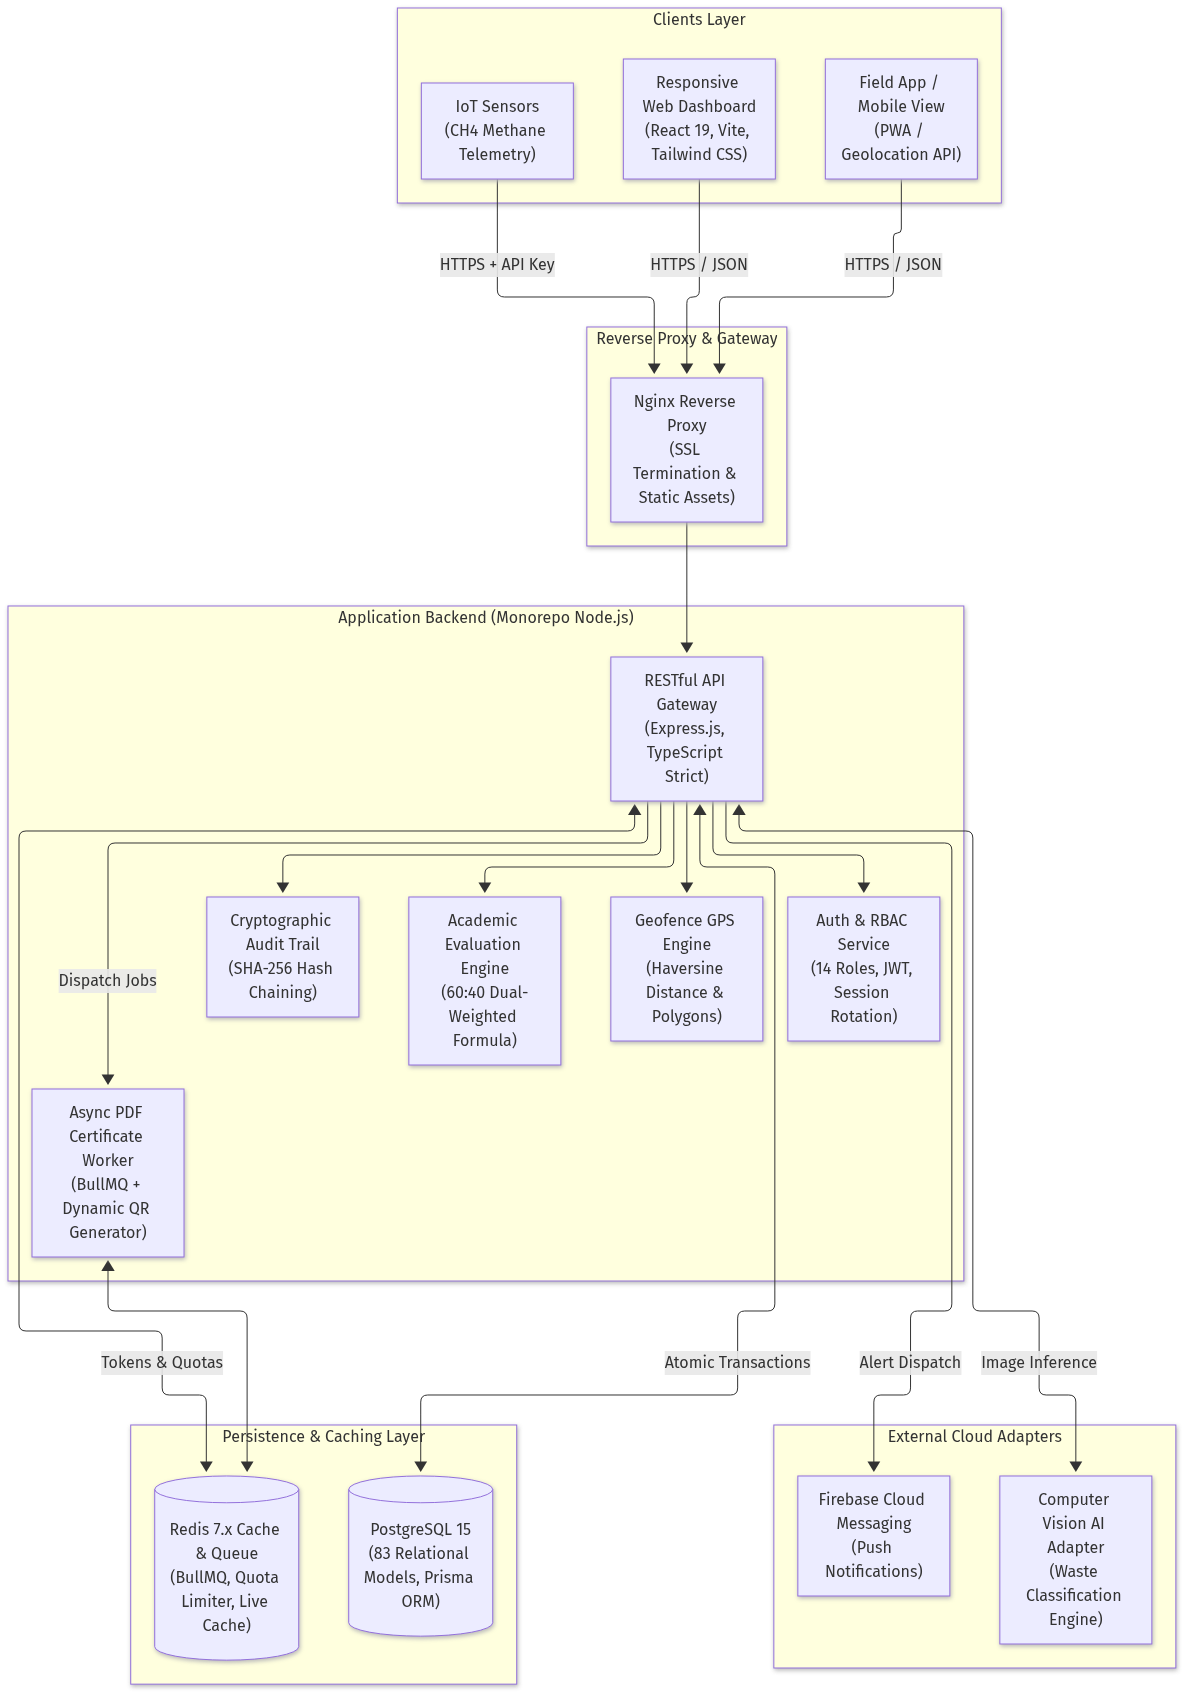 Clients Layer
IoT Sensors
(CH4 Methane
Telemetry)
Responsive
Web Dashboard
(React 19, Vite,
Tailwind CSS)
Field App /
Mobile View
(PWA /
Geolocation API)
HTTPS + API Key
HTTPS / JSON
HTTPS / JSON
Reverse Proxy & Gateway
Nginx Reverse
Proxy
(SSL
Termination &
Static Assets)
Application Backend (Monorepo Node.js)
RESTful API
Gateway
(Express.js,
TypeScript
Strict)
Cryptographic
Audit Trail
(SHA-256 Hash
Chaining)
Academic
Evaluation
Engine
(60:40 Dual-
Weighted
Formula)
Geofence GPS
Engine
(Haversine
Distance &
Polygons)
Auth & RBAC
Service
(14 Roles, JWT,
Session
Rotation)
Dispatch Jobs
Async PDF
Certificate
Worker
(BullMQ +
Dynamic QR
Generator)
Tokens & Quotas
Atomic Transactions
Alert Dispatch
Image Inference
Persistence & Caching Layer
Redis 7.x Cache
& Queue
(BullMQ, Quota
Limiter, Live
Cache)
PostgreSQL 15
(83 Relational
Models, Prisma
ORM)
External Cloud Adapters
Firebase Cloud
Messaging
(Push
Notifications)
Computer
Vision AI
Adapter
(Waste
Classification
Engine)